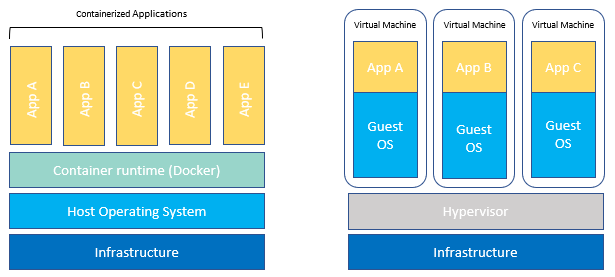 Containerized Applications
App A
App B
App C
App D
App E
Container runtime (Docker)
Host Operating System
Infrastructure
Virtual Machine
App A
Guest
OS
Virtual Machine
App B
Guest
OS
Virtual Machine
App C
Guest
OS
Hypervisor
Infrastructure